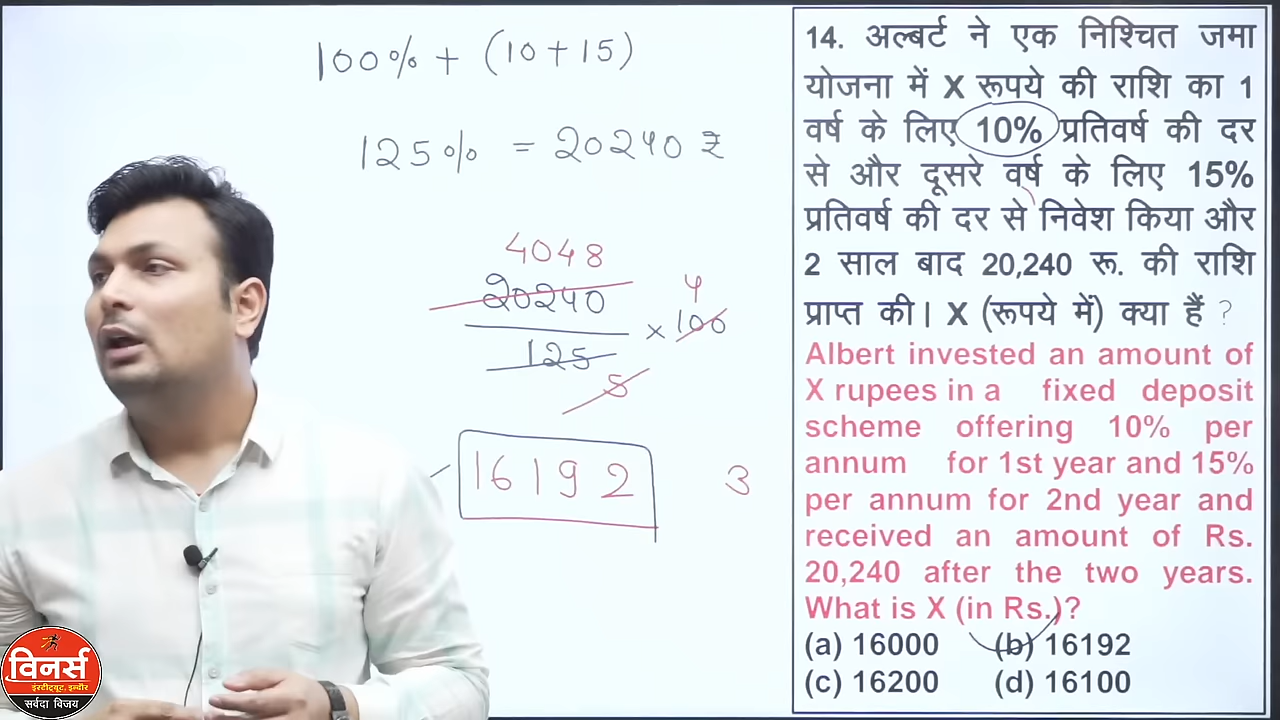 100% + (10+15)
125% = 20240 ₹
4048
20240
125
× 100
4
5
16192
3
14. अल्बर्ट ने एक निश्चित जमा
योजना में X रूपये की राशि का 1
वर्ष के लिए 10% प्रतिवर्ष की दर
से और दूसरे वर्ष के लिए 15%
प्रतिवर्ष की दर से निवेश किया और
2 साल बाद 20,240 रू. की राशि
प्राप्त की। X (रूपये में) क्या हैं ?
Albert invested an amount of
X rupees in a fixed deposit
scheme offering 10% per
annum for 1st year and 15%
per annum for 2nd year and
received an amount of Rs.
20,240 after the two years.
What is X (in Rs.)?
(a) 16000 (b) 16192
(c) 16200 (d) 16100
विनर्स
इंस्टीट्यूट, इन्दौर
सर्वदा विजय